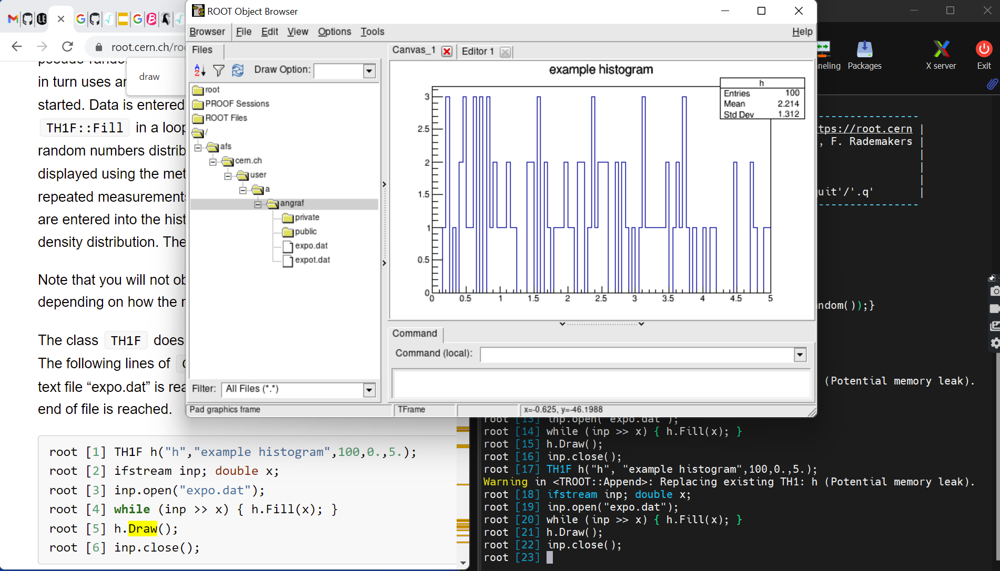 ROOT Object Browser
Browser File Edit View Options Tools Help
Files
Draw Option:
root
PROOF Sessions
ROOT Files
/
afs
cern.ch
user
a
angraf
private
public
expo.dat
expot.dat
Filter: All Files (*.*)
Canvas_1 Editor 1
example histogram
h
Entries 100
Mean 2.214
Std Dev 1.312
3
2.5
2
1.5
1
0.5
0
0 0.5 1 1.5 2 2.5 3 3.5 4 4.5 5
Command
Command (local):
Pad graphics frame TFrame x=-0.625, y=-46.1988
root.cern.ch/
draw
in turn uses
started. Data is entered
TH1F::Fill in a loop
random numbers
displayed using the
repeated
are entered into the
density distribution. The
Note that you will not
depending on how the
The class TH1F does
The following lines of
text file “expo.dat” is
end of file is reached.
root [1] TH1F h("h","example histogram",100,0.,5.);
root [2] ifstream inp; double x;
root [3] inp.open("expo.dat");
root [4] while (inp >> x) { h.Fill(x); }
root [5] h.Draw();
root [6] inp.close();
neling Packages X server Exit
tps://root.cern |
, F. Rademakers |
uit'/'.q' |
ndom());}
(Potential memory leak).
root [13] inp.open("expo.dat");
root [14] while (inp >> x) { h.Fill(x); }
root [15] h.Draw();
root [16] inp.close();
root [17] TH1F h("h", "example histogram",100,0.,5.);
Warning in <TROOT::Append>: Replacing existing TH1: h (Potential memory leak).
root [18] ifstream inp; double x;
root [19] inp.open("expo.dat");
root [20] while (inp >> x) { h.Fill(x); }
root [21] h.Draw();
root [22] inp.close();
root [23]